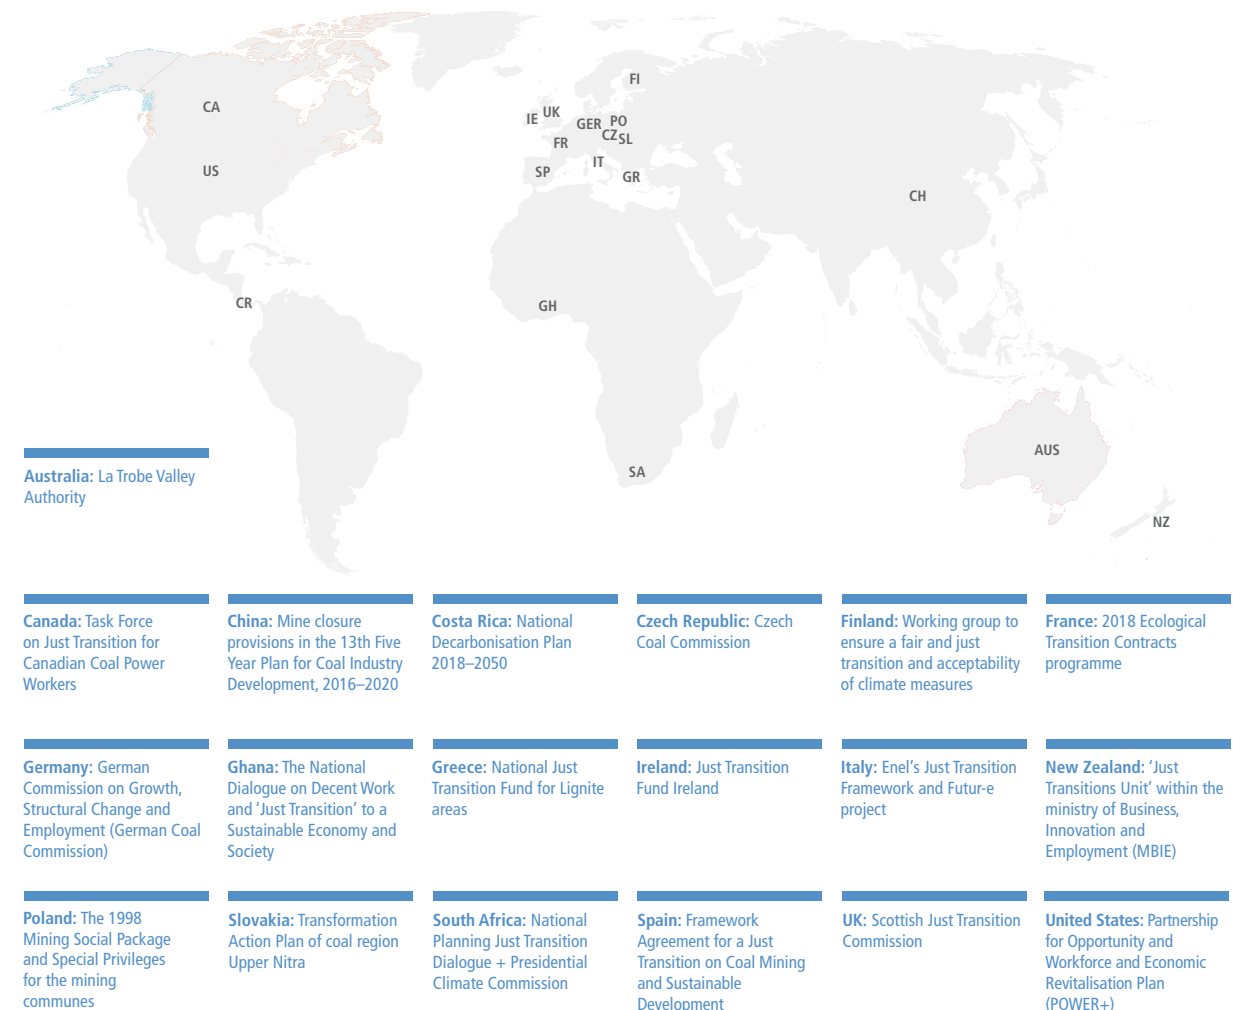 FI
CA
UK
IE
GER
PO
CZ
SL
FR
IT
US
SP
GR
CH
CR
GH
AUS
SA
NZ
Australia: La Trobe Valley
Authority
Canada: Task Force
on Just Transition for
Canadian Coal Power
Workers
China: Mine closure
provisions in the 13th Five
Year Plan for Coal Industry
Development, 2016–2020
Costa Rica: National
Decarbonisation Plan
2018–2050
Czech Republic: Czech
Coal Commission
Finland: Working group to
ensure a fair and just
transition and acceptability
of climate measures
France: 2018 Ecological
Transition Contracts
programme
Germany: German
Commission on Growth,
Structural Change and
Employment (German Coal
Commission)
Ghana: The National
Dialogue on Decent Work
and ‘Just Transition’ to a
Sustainable Economy and
Society
Greece: National Just
Transition Fund for Lignite
areas
Ireland: Just Transition
Fund Ireland
Italy: Enel’s Just Transition
Framework and Futur-e
project
New Zealand: ‘Just
Transitions Unit’ within the
ministry of Business,
Innovation and
Employment (MBIE)
Poland: The 1998
Mining Social Package
and Special Privileges
for the mining
communes
Slovakia: Transformation
Action Plan of coal region
Upper Nitra
South Africa: National
Planning Just Transition
Dialogue + Presidential
Climate Commission
Spain: Framework
Agreement for a Just
Transition on Coal Mining
and Sustainable
Development
UK: Scottish Just Transition
Commission
United States: Partnership
for Opportunity and
Workforce and Economic
Revitalisation Plan
(POWER+)